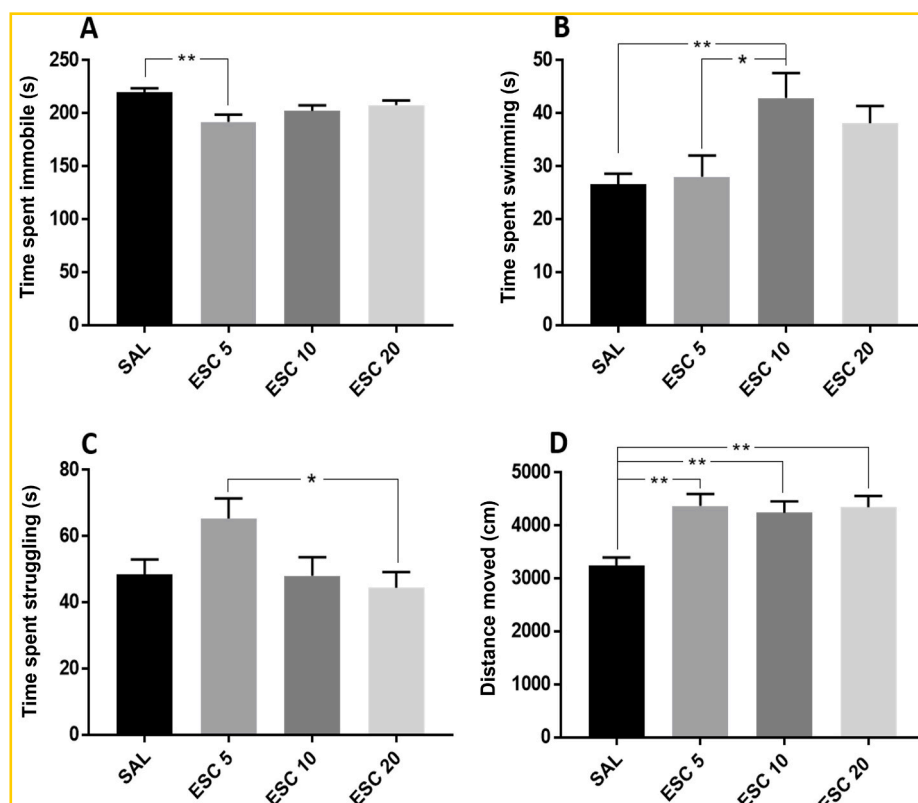 A
Time spent immobile (s)
250
200
150
100
50
0
**
SAL
ESC 5
ESC 10
ESC 20
B
Time spent swimming (s)
50
40
30
20
10
0
**
*
SAL
ESC 5
ESC 10
ESC 20
C
Time spent struggling (s)
80
60
40
20
0
*
SAL
ESC 5
ESC 10
ESC 20
D
Distance moved (cm)
5000
4000
3000
2000
1000
0
**
**
**
SAL
ESC 5
ESC 10
ESC 20